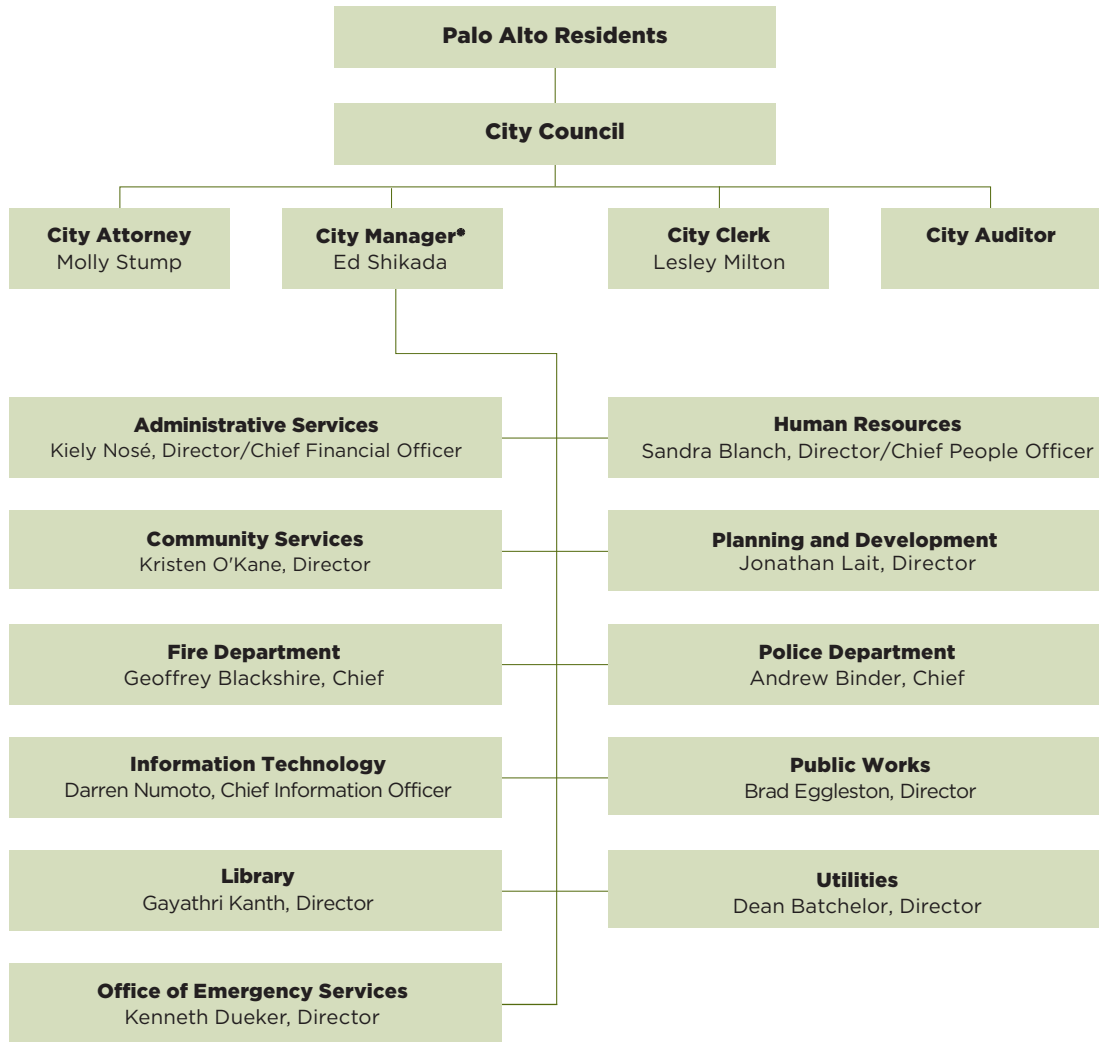 Palo Alto Residents
City Council
City Attorney
Molly Stump
City Manager*
Ed Shikada
City Clerk
Lesley Milton
City Auditor
Administrative Services
Kiely Nosé, Director/Chief Financial Officer
Human Resources
Sandra Blanch, Director/Chief People Officer
Community Services
Kristen O'Kane, Director
Planning and Development
Jonathan Lait, Director
Fire Department
Geoffrey Blackshire, Chief
Police Department
Andrew Binder, Chief
Information Technology
Darren Numoto, Chief Information Officer
Public Works
Brad Eggleston, Director
Library
Gayathri Kanth, Director
Utilities
Dean Batchelor, Director
Office of Emergency Services
Kenneth Dueker, Director